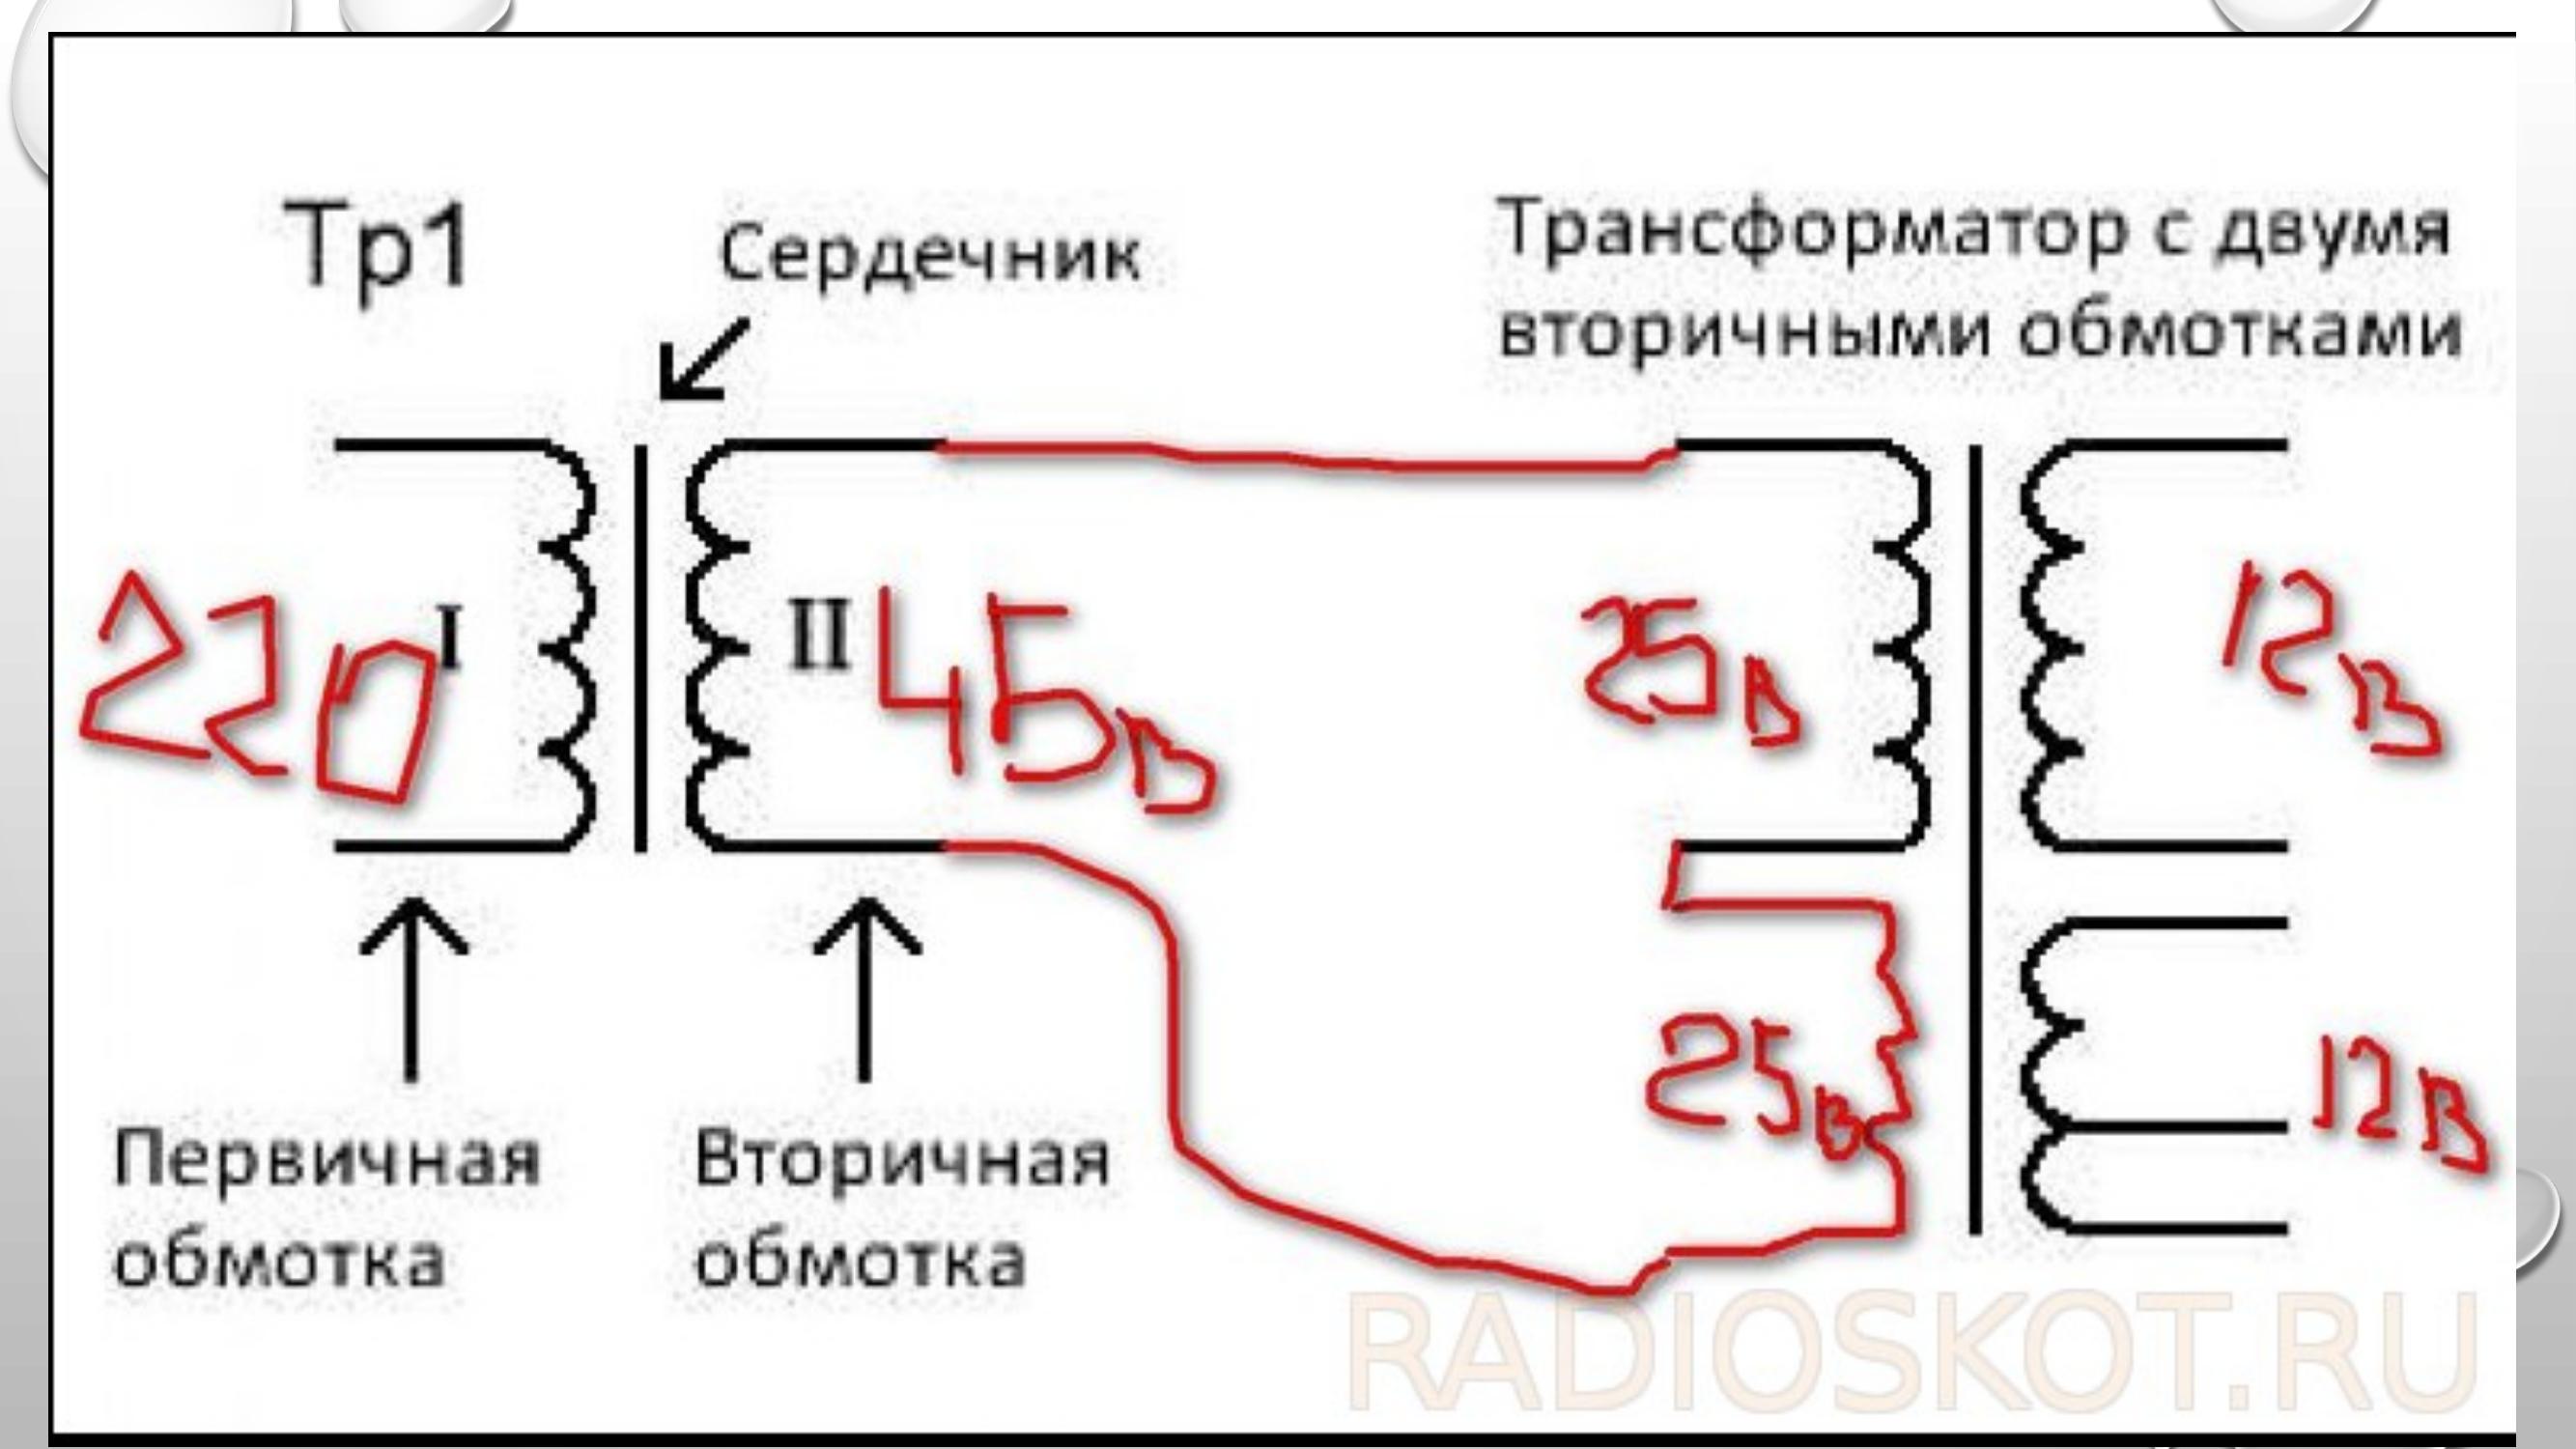 Тр1
Сердечник
Трансформатор с двумя
вторичными обмотками
220
I
II
45в
25в
12в
25в
12в
Первичная
обмотка
Вторичная
обмотка
RADIOSKOT.RU